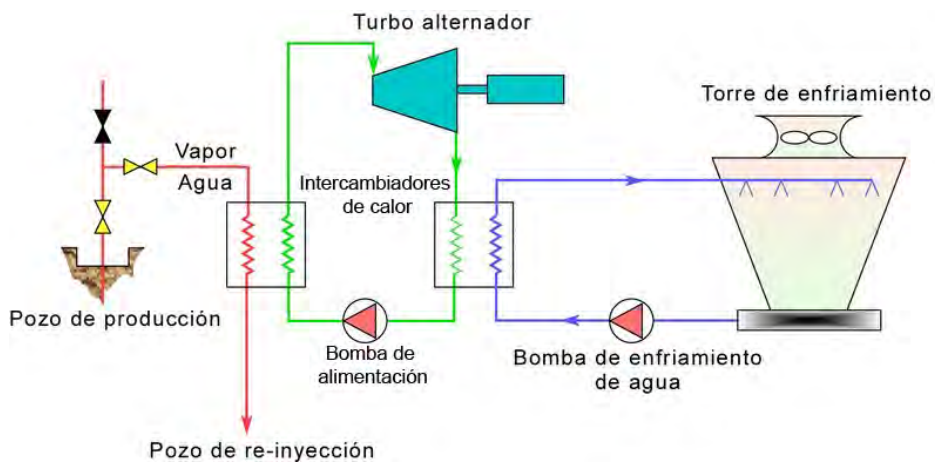 Turbo alternador
Torre de enfriamiento
Vapor
Agua
Intercambiadores
de calor
Pozo de producción
Bomba de
alimentación
Bomba de enfriamiento
de agua
Pozo de re-inyección